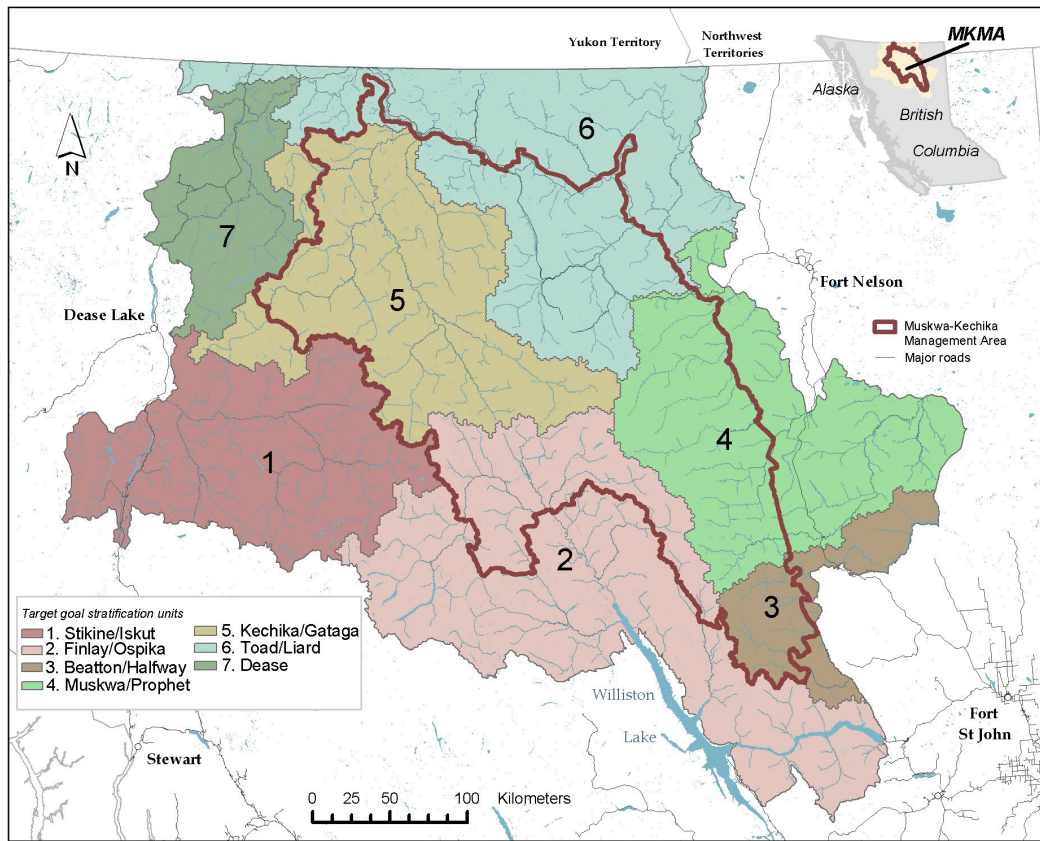 Yukon Territory
Northwest
Territories
MKMA
Alaska
British
Columbia
N
6
7
5
Dease Lake
Fort Nelson
Muskwa-Kechika
Management Area
Major roads
4
1
2
3
Target goal stratification units
1. Stikine/Iskut
2. Finlay/Ospika
3. Beatton/Halfway
4. Muskwa/Prophet
5. Kechika/Gataga
6. Toad/Liard
7. Dease
Williston
Lake
Fort
St John
Stewart
0 25 50 100 Kilometers